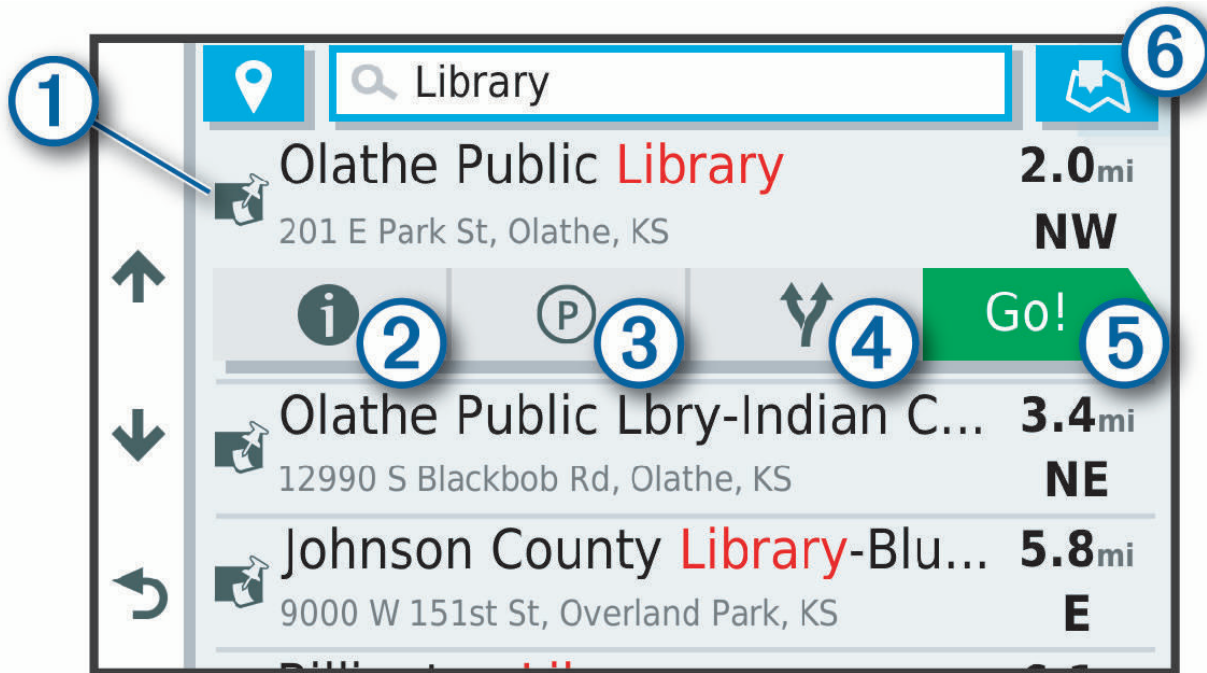 6
1
Library
Olathe Public Library
2.0mi
201 E Park St, Olathe, KS
NW
P
Go!
2
3
4
5
Olathe Public Lbry-Indian C...
3.4mi
12990 S Blackbob Rd, Olathe, KS
NE
Johnson County Library-Blu...
5.8mi
9000 W 151st St, Overland Park, KS
E